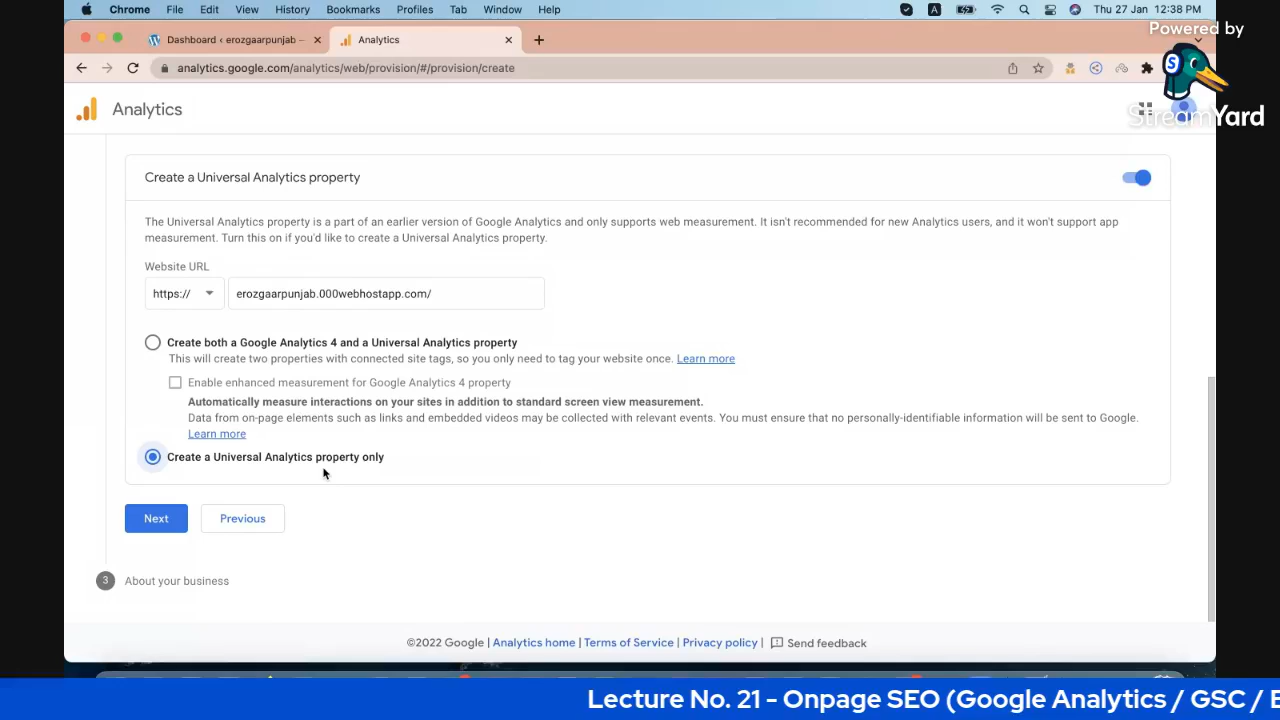 Chrome File Edit View History Bookmarks Profiles Tab Window Help A Thu 27 Jan 12:38 PM
Powered by
Dashboard ‹ erozgaarpunjab – Analytics
analytics.google.com/analytics/web/provision/#/provision/create
S
Analytics
StreamYard
Create a Universal Analytics property
The Universal Analytics property is a part of an earlier version of Google Analytics and only supports web measurement. It isn't recommended for new Analytics users, and it won't support app
measurement. Turn this on if you'd like to create a Universal Analytics property.
Website URL
https:// erozgaarpunjab.000webhostapp.com/
Create both a Google Analytics 4 and a Universal Analytics property
This will create two properties with connected site tags, so you only need to tag your website once. Learn more
Enable enhanced measurement for Google Analytics 4 property
Automatically measure interactions on your sites in addition to standard screen view measurement.
Data from on-page elements such as links and embedded videos may be collected with relevant events. You must ensure that no personally-identifiable information will be sent to Google.
Learn more
Create a Universal Analytics property only
Next Previous
3 About your business
©2022 Google | Analytics home | Terms of Service | Privacy policy | Send feedback
Lecture No. 21 - Onpage SEO (Google Analytics / GSC /